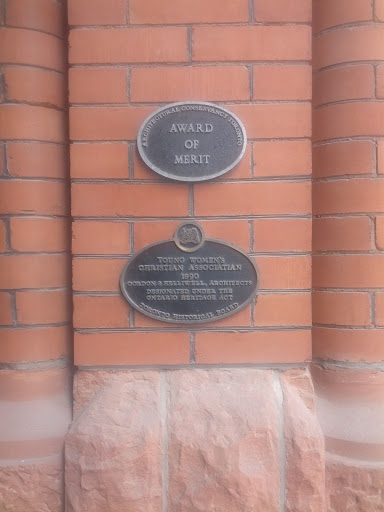 ARCHITECTURAL CONSERVANCY TORONTO
AWARD
OF
MERIT
YOUNG WOMEN'S
CHRISTIAN ASSOCIATION
1890
GORDON & HELLIWELL, ARCHITECTS
DESIGNATED UNDER THE
ONTARIO HERITAGE ACT
TORONTO HISTORICAL BOARD